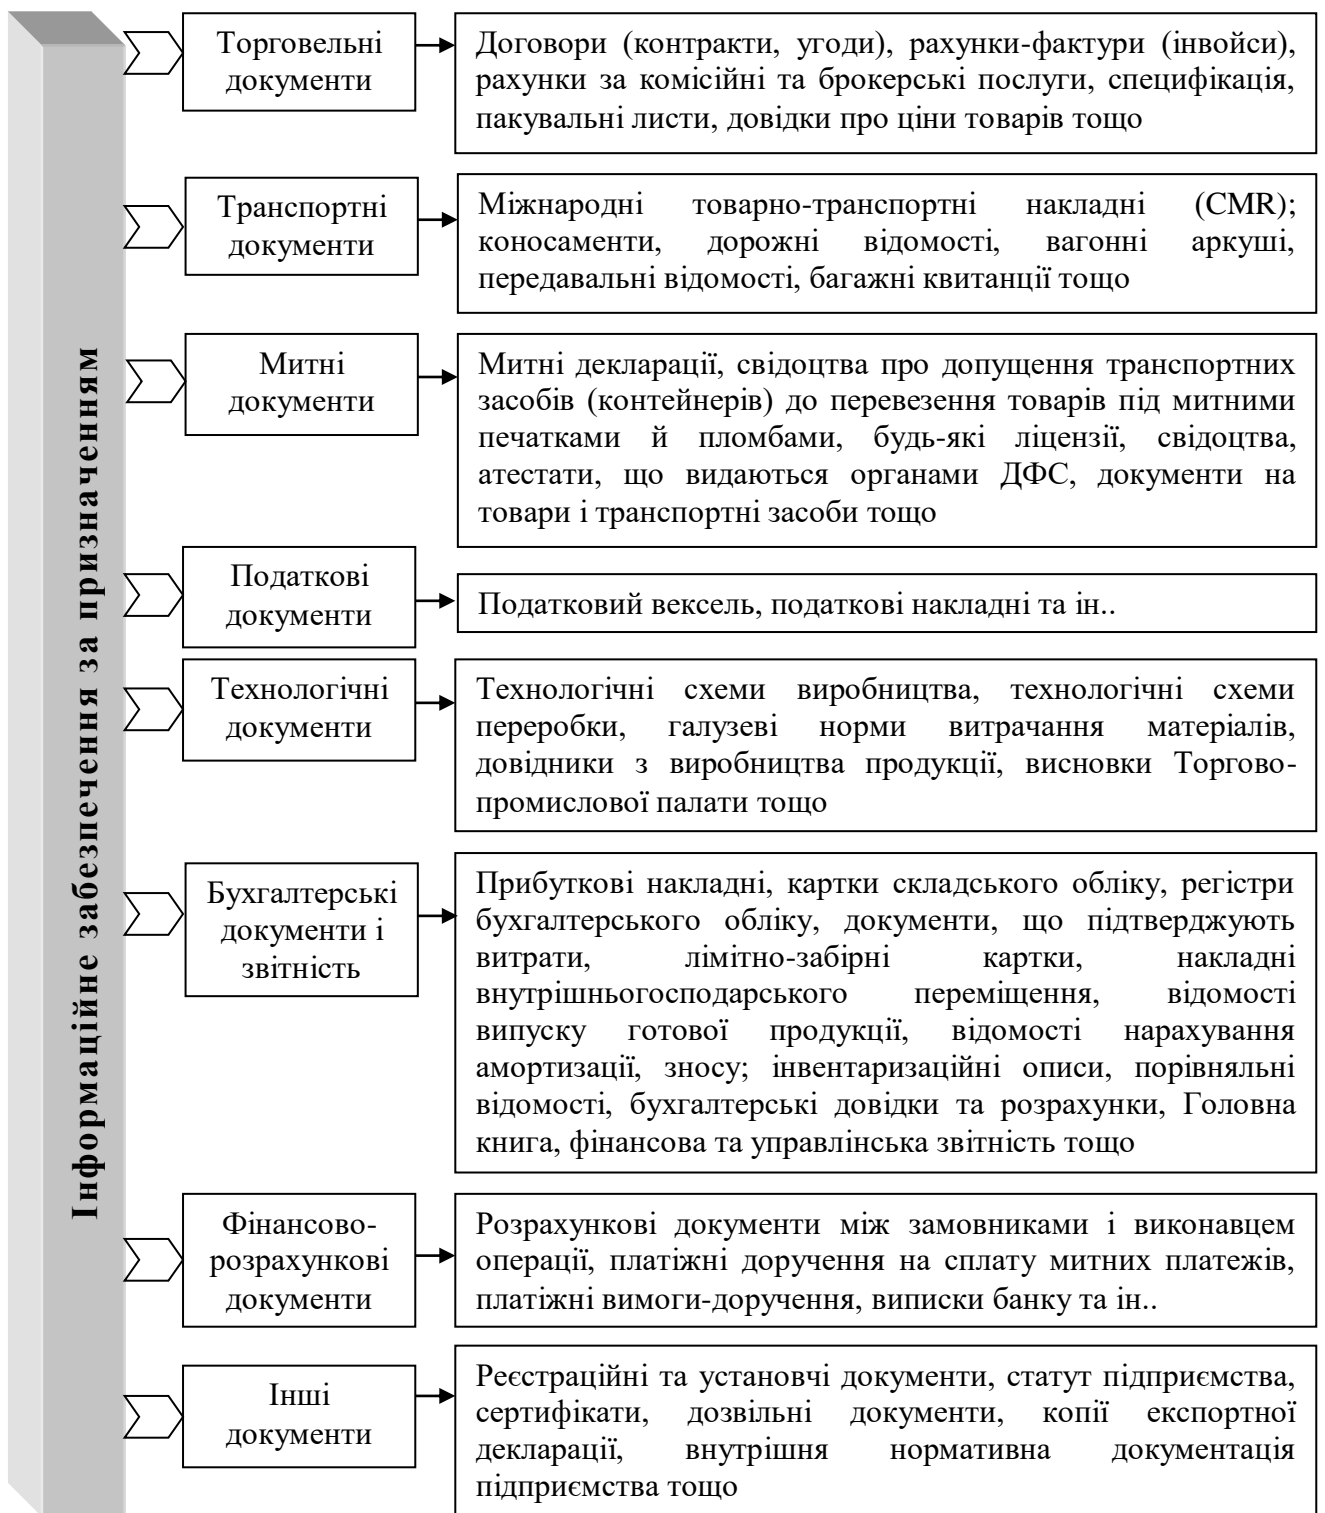 Інформаційне забезпечення за призначенням
Торговельні
документи
Договори (контракти, угоди), рахунки-фактури (інвойси),
рахунки за комісійні та брокерські послуги, специфікація,
пакувальні листи, довідки про ціни товарів тощо
Транспортні
документи
Міжнародні товарно-транспортні накладні (CMR);
коносаменти, дорожні відомості, вагонні аркуші,
передавальні відомості, багажні квитанції тощо
Митні
документи
Митні декларації, свідоцтва про допущення транспортних
засобів (контейнерів) до перевезення товарів під митними
печатками й пломбами, будь-які ліцензії, свідоцтва,
атестати, що видаються органами ДФС, документи на
товари і транспортні засоби тощо
Податкові
документи
Податковий вексель, податкові накладні та ін..
Технологічні
документи
Технологічні схеми виробництва, технологічні схеми
переробки, галузеві норми витрачання матеріалів,
довідники з виробництва продукції, висновки Торгово-
промислової палати тощо
Бухгалтерські
документи і
звітність
Прибуткові накладні, картки складського обліку, регістри
бухгалтерського обліку, документи, що підтверджують
витрати, лімітно-забірні картки, накладні
внутрішньогосподарського переміщення, відомості
випуску готової продукції, відомості нарахування
амортизації, зносу; інвентаризаційні описи, порівняльні
відомості, бухгалтерські довідки та розрахунки, Головна
книга, фінансова та управлінська звітність тощо
Фінансово-
розрахункові
документи
Розрахункові документи між замовниками і виконавцем
операції, платіжні доручення на сплату митних платежів,
платіжні вимоги-доручення, виписки банку та ін..
Інші
документи
Реєстраційні та установчі документи, статут підприємства,
сертифікати, дозвільні документи, копії експортної
декларації, внутрішня нормативна документація
підприємства тощо